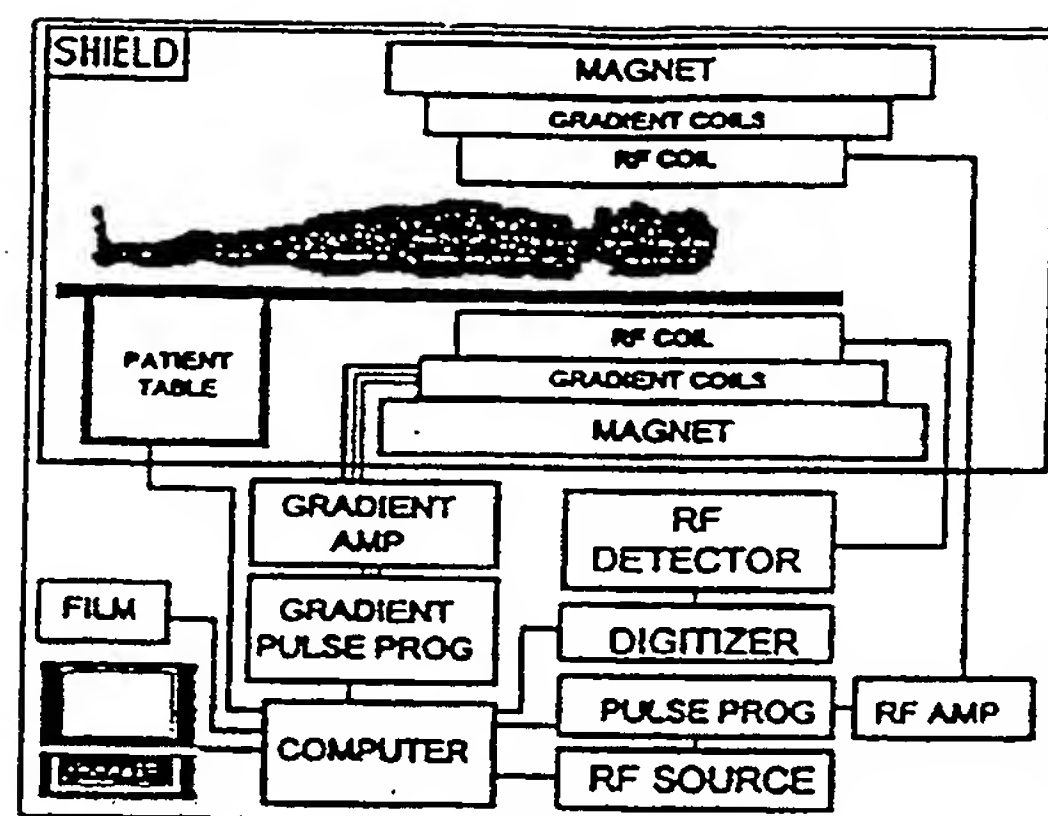 SHIELD
MAGNET
GRADIENT COILS
RF COIL
RF COIL
PATIENT
TABLE
GRADIENT COILS
MAGNET
GRADIENT
AMP
RF
DETECTOR
FILM
GRADIENT
PULSE PROG
DIGITIZER
PULSE PROG
RF AMP
COMPUTER
RF SOURCE